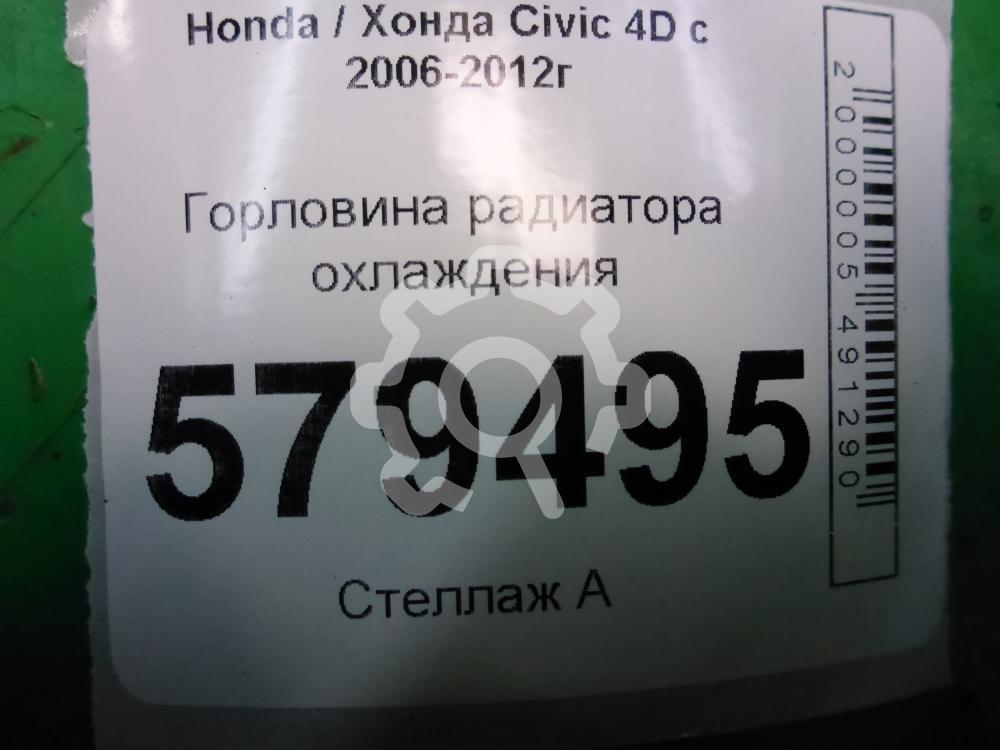 Honda / Хонда Civic 4D с
2006-2012г
Горловина радиатора
охлаждения
579495
Стеллаж А
2000005491290